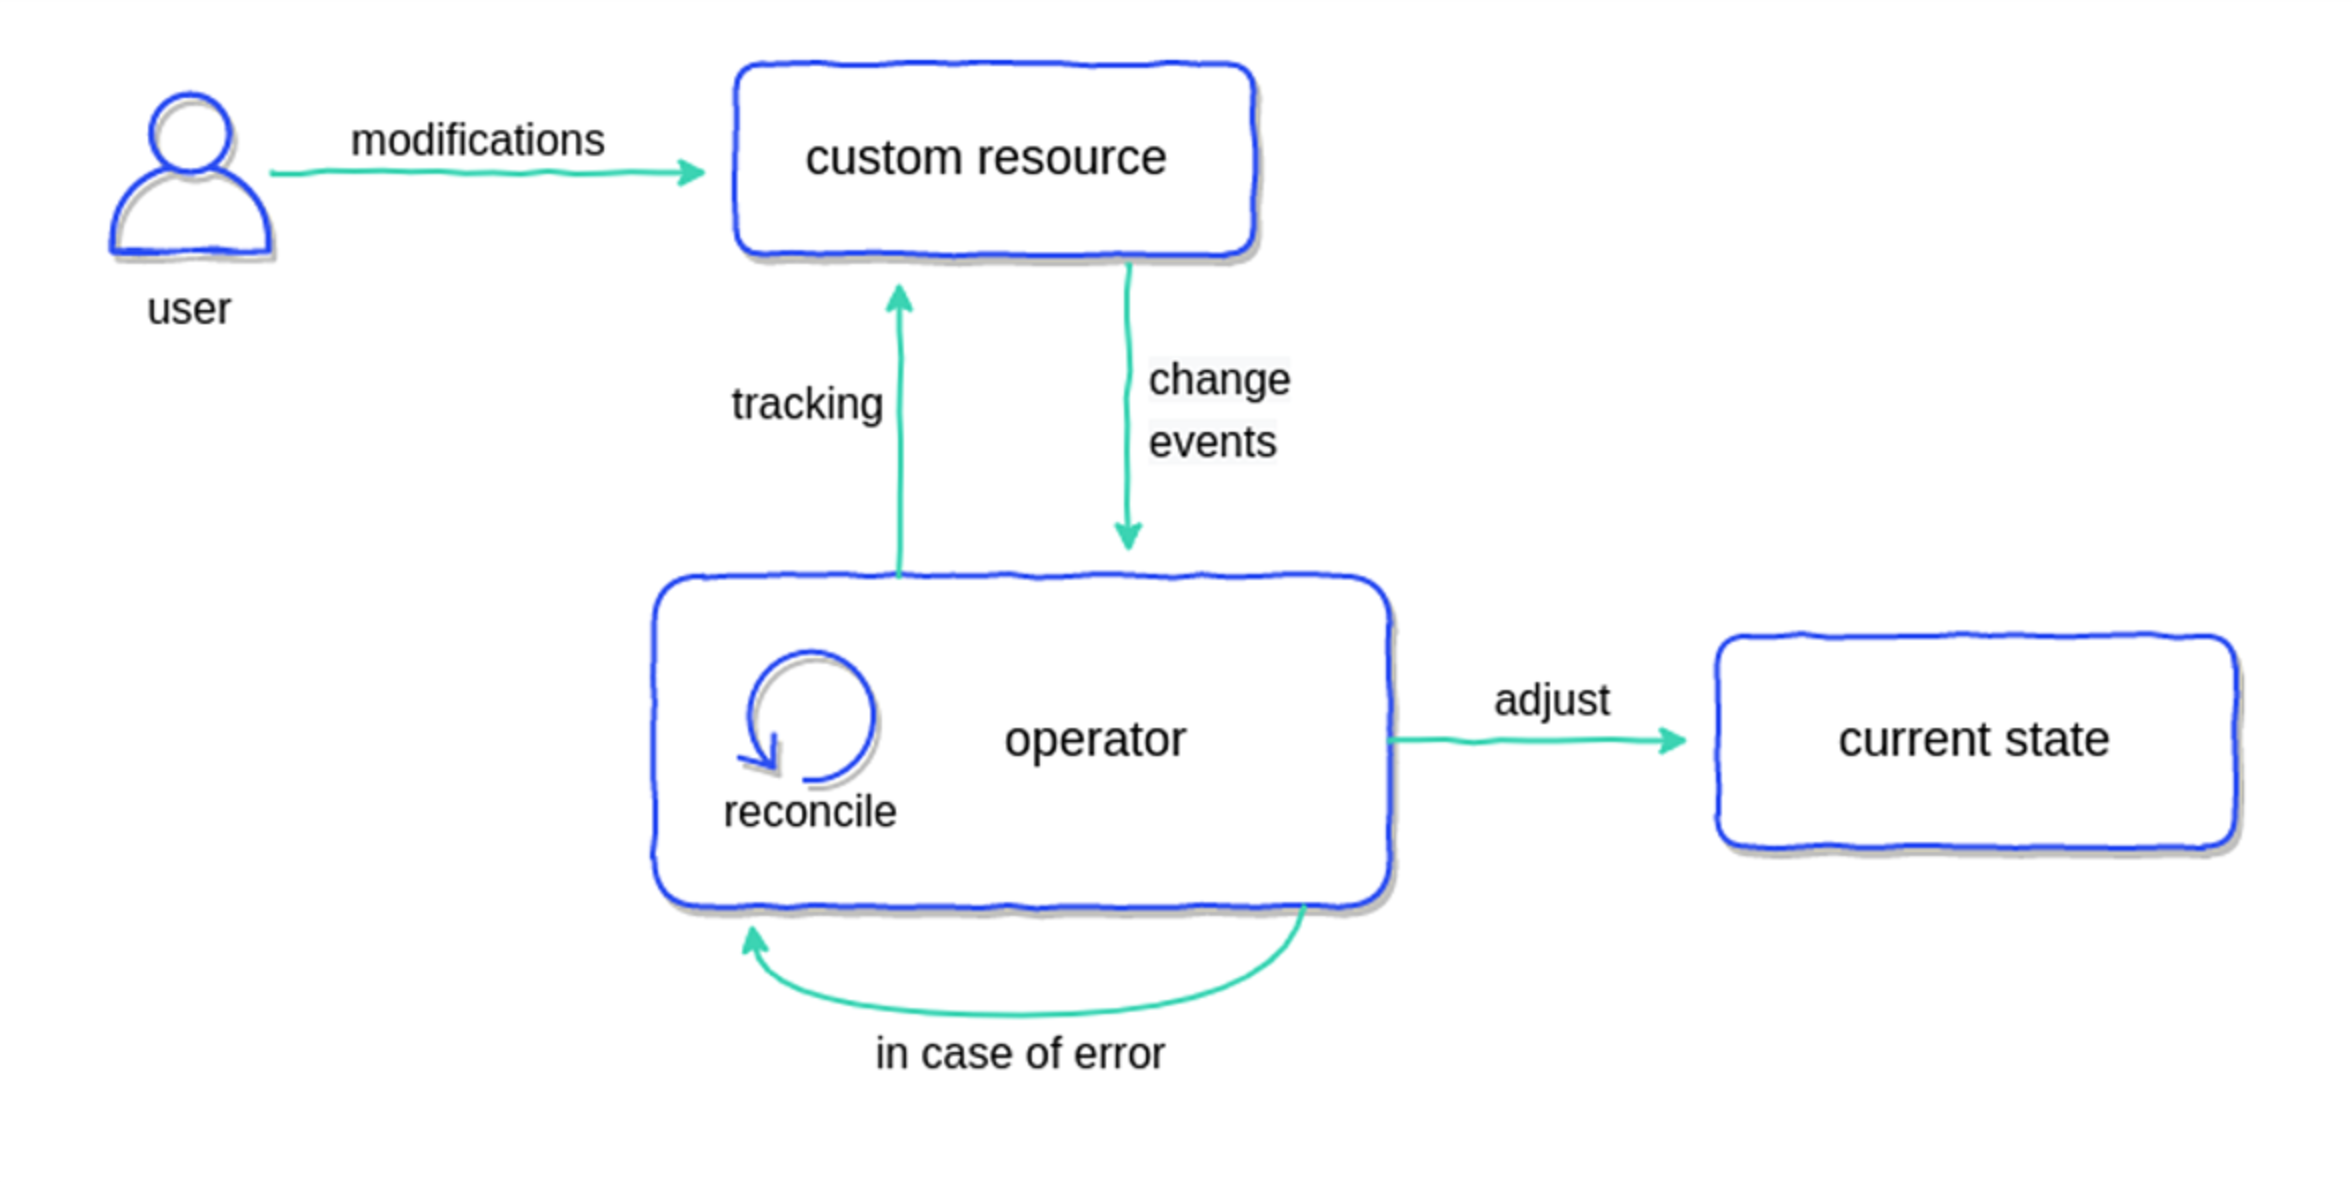 modifications
custom resource
user
tracking
change
events
operator
reconcile
adjust
current state
in case of error